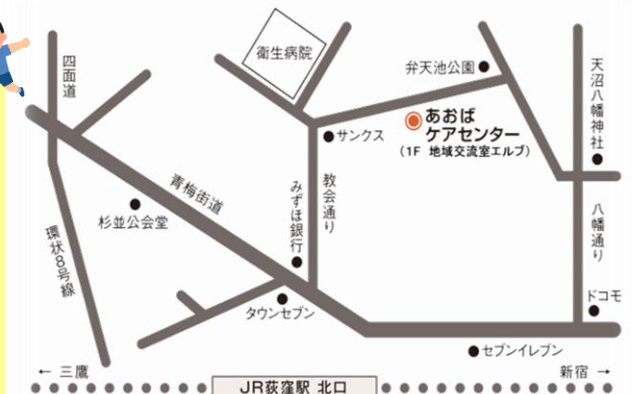 四面道
衛生病院
弁天池公園
天沼八幡神社
あおば
ケアセンター
(1F 地域交流室エルブ)
サンクス
教会通り
みずほ銀行
青梅街道
杉並公会堂
環状8号線
八幡通り
タウンセブン
ドコモ
セブンイレブン
← 三鷹
新宿 →
JR荻窪駅 北口